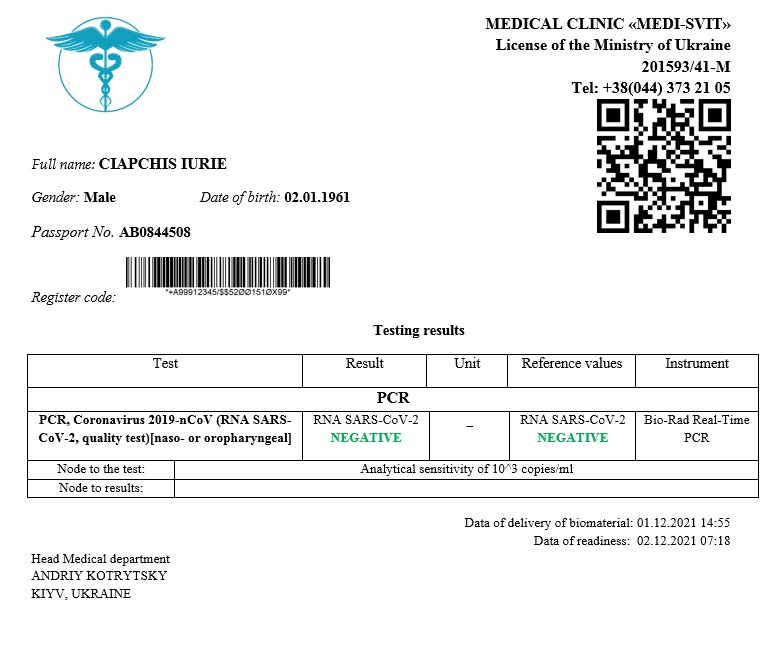 MEDICAL CLINIC «MEDI-SVIT»
License of the Ministry of Ukraine
201593/41-M
Tel: +38(044) 373 21 05
Full name: CIAPCHIS IURIE
Gender: Male Date of birth: 02.01.1961
Passport No. AB0844508
*+A99912345/$$52ØØ151ØX99*
Register code:
Testing results
Test Result Unit Reference values Instrument
PCR
PCR, Coronavirus 2019-nCoV (RNA SARS-CoV-2, quality test)[naso- or oropharyngeal] RNA SARS-CoV-2 NEGATIVE – RNA SARS-CoV-2 NEGATIVE Bio-Rad Real-Time PCR
Node to the test: Analytical sensitivity of 10^3 copies/ml
Node to results:
Data of delivery of biomaterial: 01.12.2021 14:55
Data of readiness: 02.12.2021 07:18
Head Medical department
ANDRIY KOTRYTSKY
KIYV, UKRAINE